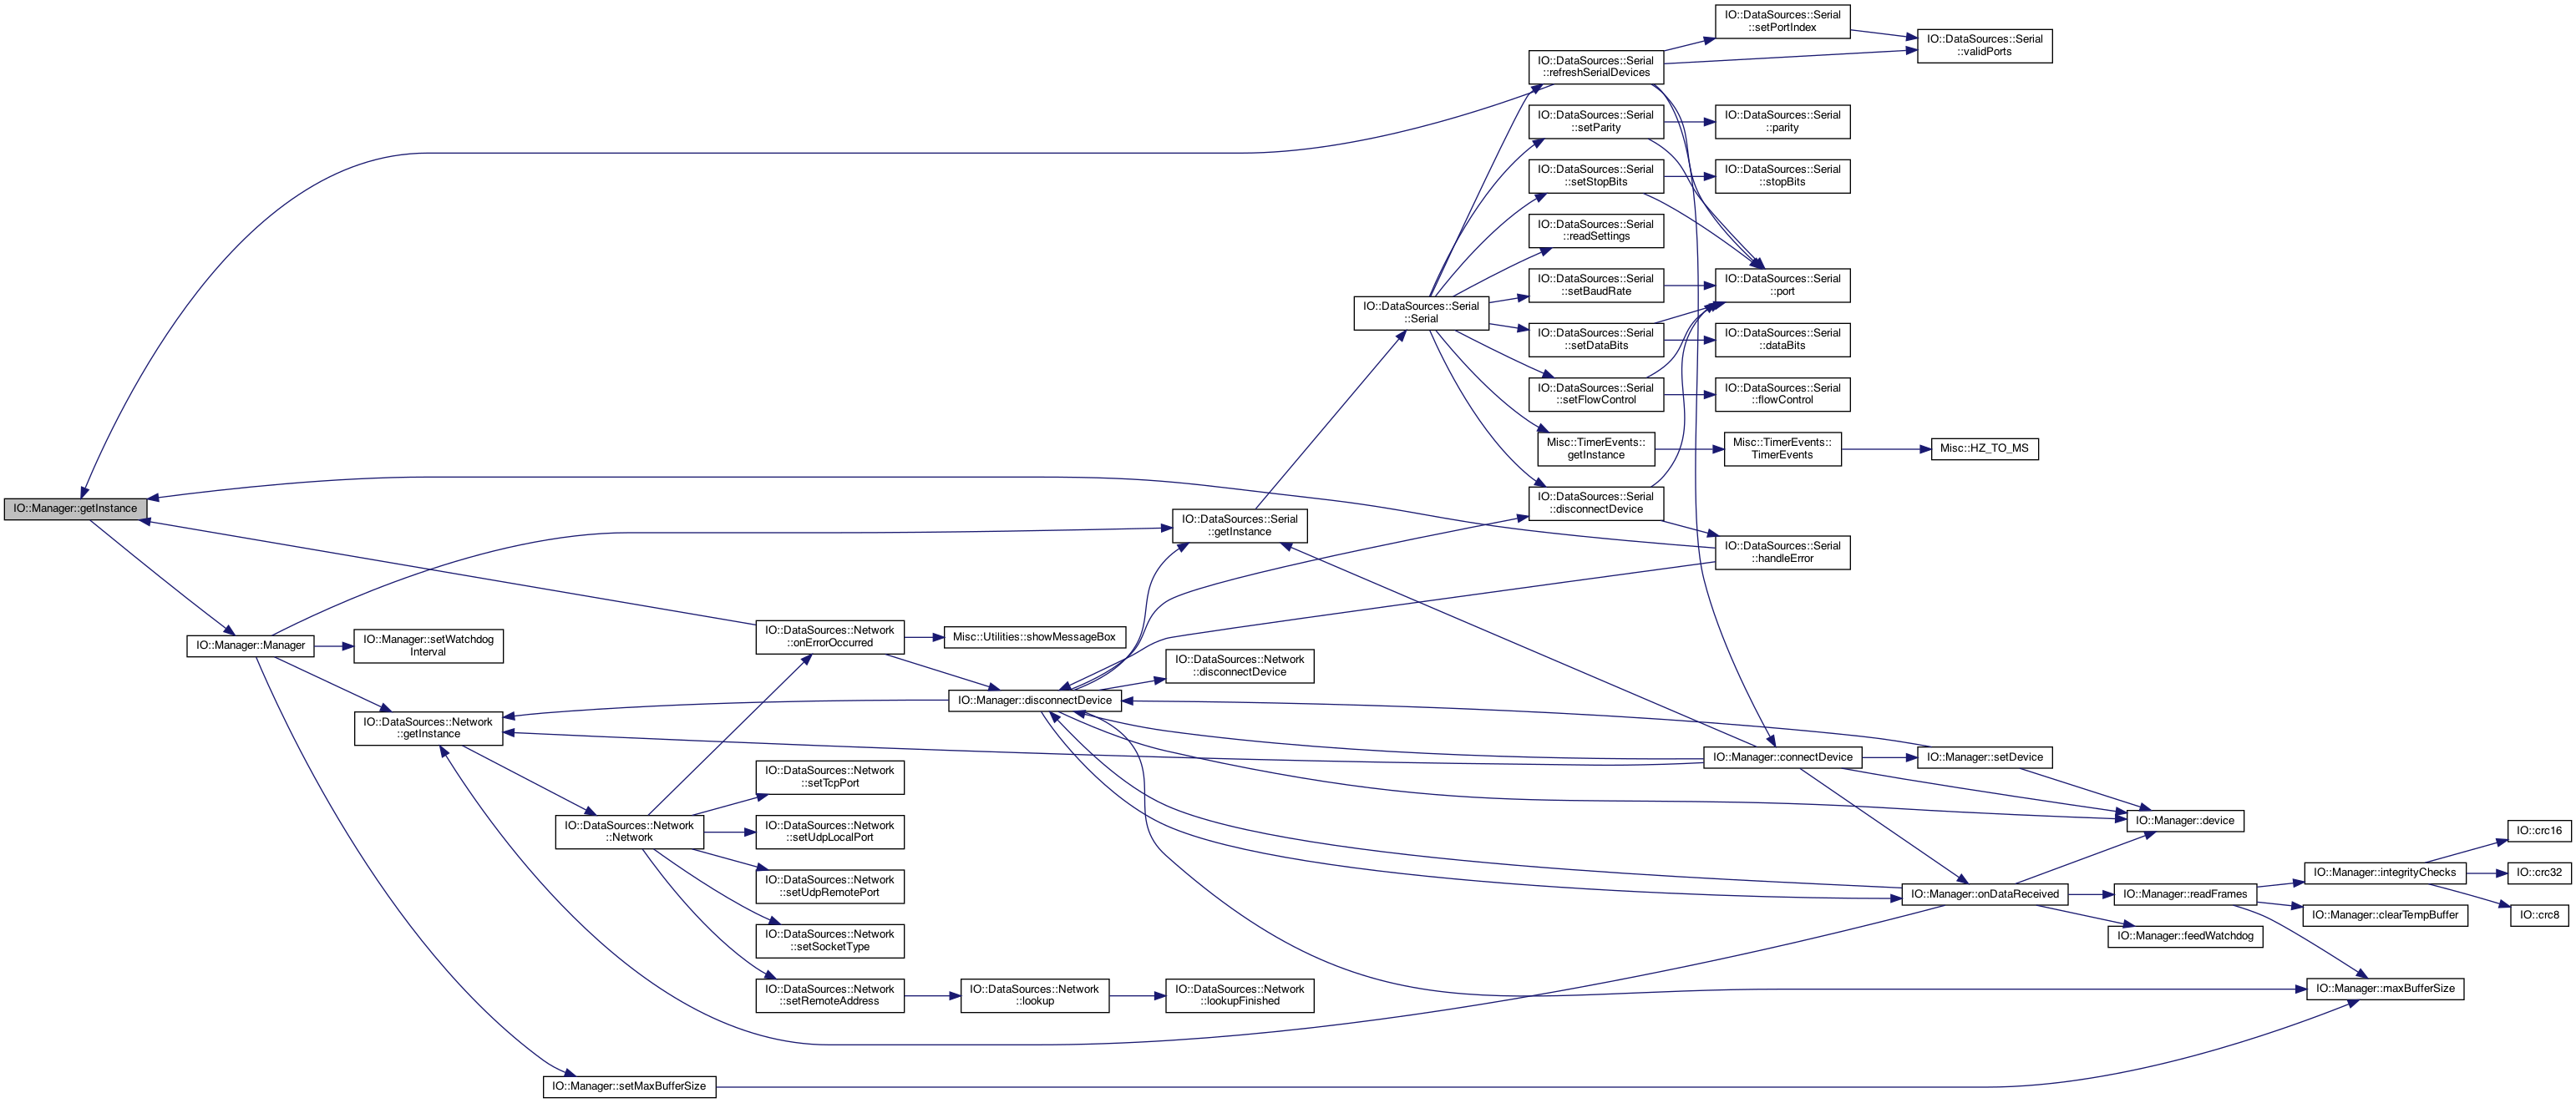 IO::DataSources::Serial
::setPortIndex
IO::DataSources::Serial
::validPorts
IO::DataSources::Serial
::refreshSerialDevices
IO::DataSources::Serial
::setParity
IO::DataSources::Serial
::parity
IO::DataSources::Serial
::setStopBits
IO::DataSources::Serial
::stopBits
IO::DataSources::Serial
::readSettings
IO::DataSources::Serial
::setBaudRate
IO::DataSources::Serial
::port
IO::DataSources::Serial
::Serial
IO::DataSources::Serial
::setDataBits
IO::DataSources::Serial
::dataBits
IO::DataSources::Serial
::setFlowControl
IO::DataSources::Serial
::flowControl
Misc::TimerEvents::
getInstance
Misc::TimerEvents::
TimerEvents
Misc::HZ_TO_MS
IO::DataSources::Serial
::disconnectDevice
IO::Manager::getInstance
IO::DataSources::Serial
::getInstance
IO::DataSources::Serial
::handleError
IO::Manager::Manager
IO::Manager::setWatchdog
Interval
IO::DataSources::Network
::onErrorOccurred
Misc::Utilities::showMessageBox
IO::DataSources::Network
::disconnectDevice
IO::Manager::disconnectDevice
IO::DataSources::Network
::getInstance
IO::Manager::connectDevice
IO::Manager::setDevice
IO::DataSources::Network
::setTcpPort
IO::Manager::device
IO::DataSources::Network
::Network
IO::DataSources::Network
::setUdpLocalPort
IO::crc16
IO::DataSources::Network
::setUdpRemotePort
IO::Manager::integrityChecks
IO::crc32
IO::Manager::onDataReceived
IO::Manager::readFrames
IO::Manager::clearTempBuffer
IO::crc8
IO::DataSources::Network
::setSocketType
IO::Manager::feedWatchdog
IO::DataSources::Network
::setRemoteAddress
IO::DataSources::Network
::lookup
IO::DataSources::Network
::lookupFinished
IO::Manager::maxBufferSize
IO::Manager::setMaxBufferSize